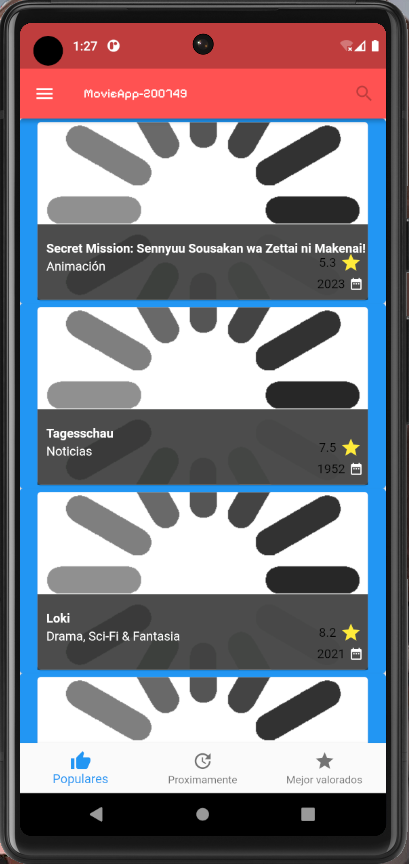 1:27
MovieApp-200749
Secret Mission: Sennyuu Sousakan wa Zettai ni Makenai!
Animación
5.3
2023
Tagesschau
Noticias
7.5
1952
Loki
Drama, Sci-Fi & Fantasia
8.2
2021
Populares
Proximamente
Mejor valorados